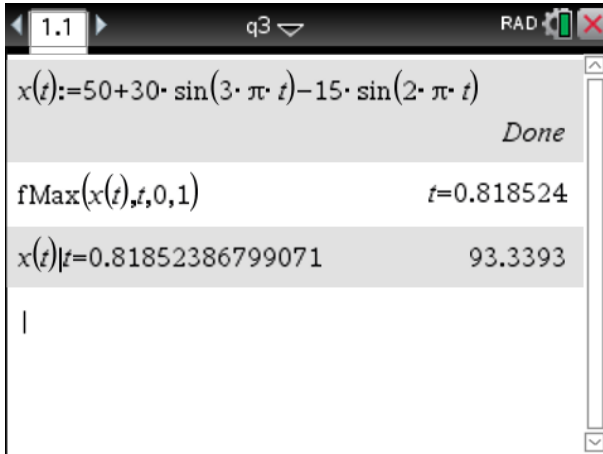 1.1 q3 RAD
x(t):=50+30·sin(3·π·t)−15·sin(2·π·t)
Done
fMax(x(t),t,0,1) t=0.818524
x(t)|t=0.81852386799071 93.3393